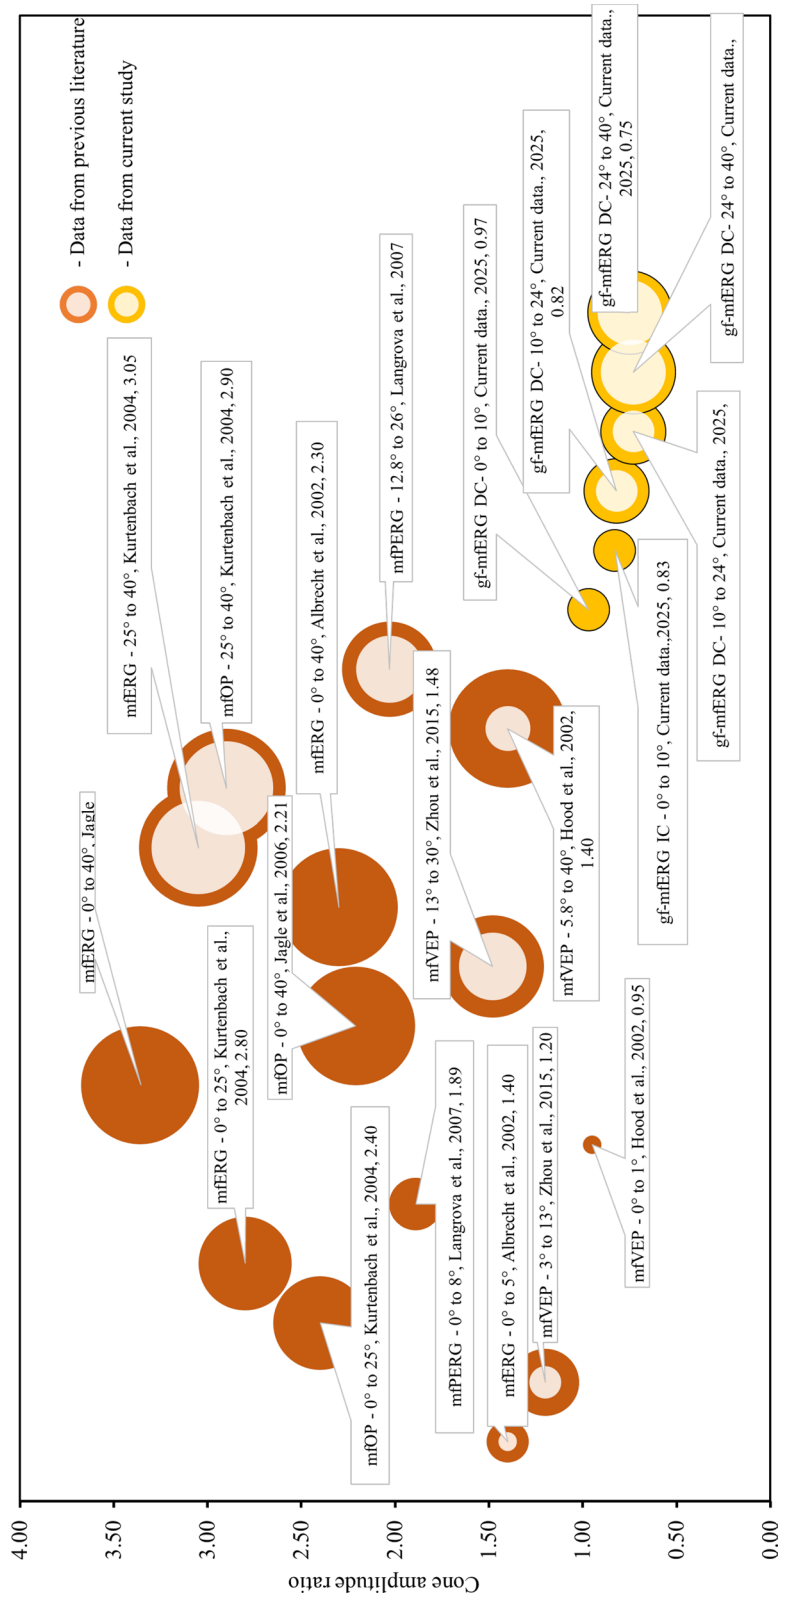 Cone amplitude ratio
4.00
3.50
3.00
2.50
2.00
1.50
1.00
0.50
0.00
- Data from previous literature
- Data from current study
mfERG - 0° to 40°, Jagle
mfERG - 25° to 40°, Kurtenbach et al., 2004, 3.05
mfOP - 25° to 40°, Kurtenbach et al., 2004, 2.90
mfERG - 0° to 25°, Kurtenbach et al.,
2004, 2.80
mfOP - 0° to 40°, Jagle et al., 2006, 2.21
mfERG - 0° to 40°, Albrecht et al., 2002, 2.30
mfOP - 0° to 25°, Kurtenbach et al., 2004, 2.40
mfPERG - 12.8° to 26°, Langrova et al., 2007
mfVEP - 13° to 30°, Zhou et al., 2015, 1.48
mfPERG - 0° to 8°, Langrova et al., 2007, 1.89
mfERG - 0° to 5°, Albrecht et al., 2002, 1.40
mfVEP - 3° to 13°, Zhou et al., 2015, 1.20
mfVEP - 5.8° to 40°, Hood et al., 2002,
1.40
mfVEP - 0° to 1°, Hood et al., 2002, 0.95
gf-mfERG DC- 0° to 10°, Current data., 2025, 0.97
gf-mfERG DC- 10° to 24°, Current data., 2025,
0.82
gf-mfERG DC- 24° to 40°, Current data.,
2025, 0.75
gf-mfERG IC - 0° to 10°, Current data.,2025, 0.83
gf-mfERG DC- 10° to 24°, Current data., 2025,
gf-mfERG DC- 24° to 40°, Current data.,